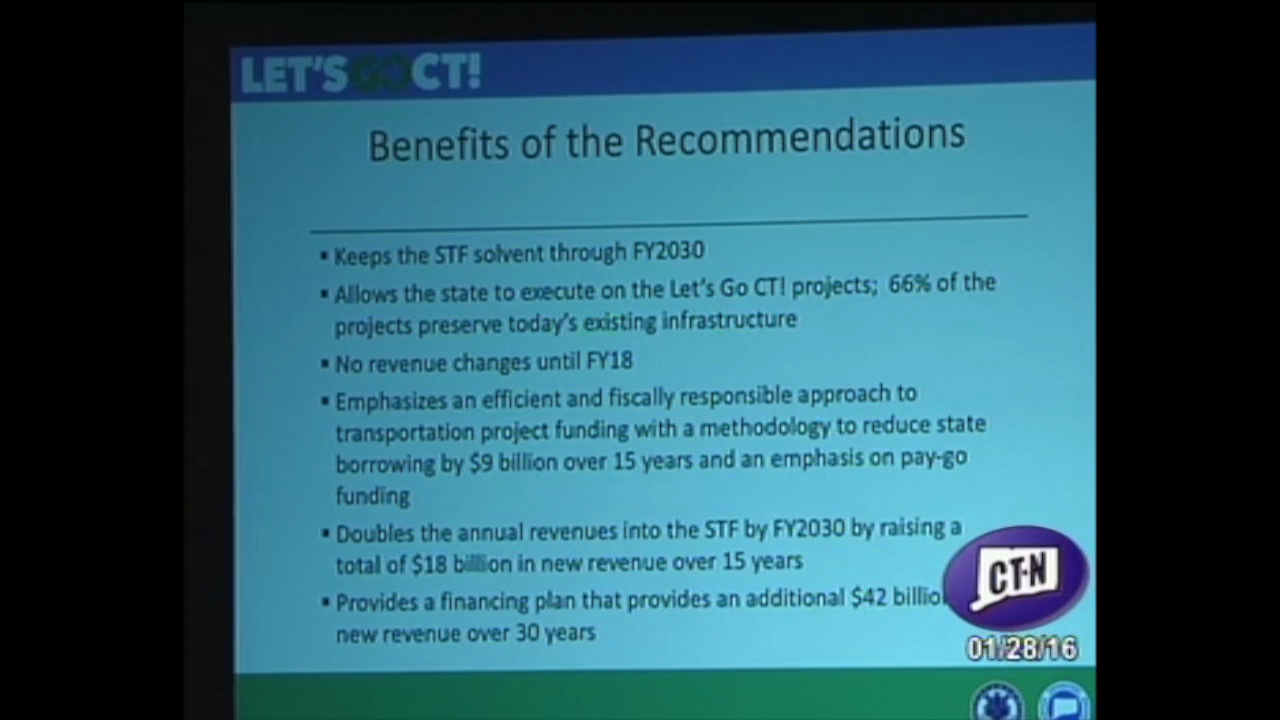 LET'S GO CT!
Benefits of the Recommendations
▪ Keeps the STF solvent through FY2030
▪ Allows the state to execute on the Let's Go CT! projects; 66% of the
projects preserve today's existing infrastructure
▪ No revenue changes until FY18
▪ Emphasizes an efficient and fiscally responsible approach to
transportation project funding with a methodology to reduce state
borrowing by $9 billion over 15 years and an emphasis on pay-go
funding
▪ Doubles the annual revenues into the STF by FY2030 by raising a
total of $18 billion in new revenue over 15 years
▪ Provides a financing plan that provides an additional $42 billio
new revenue over 30 years
CT-N
01/28/16